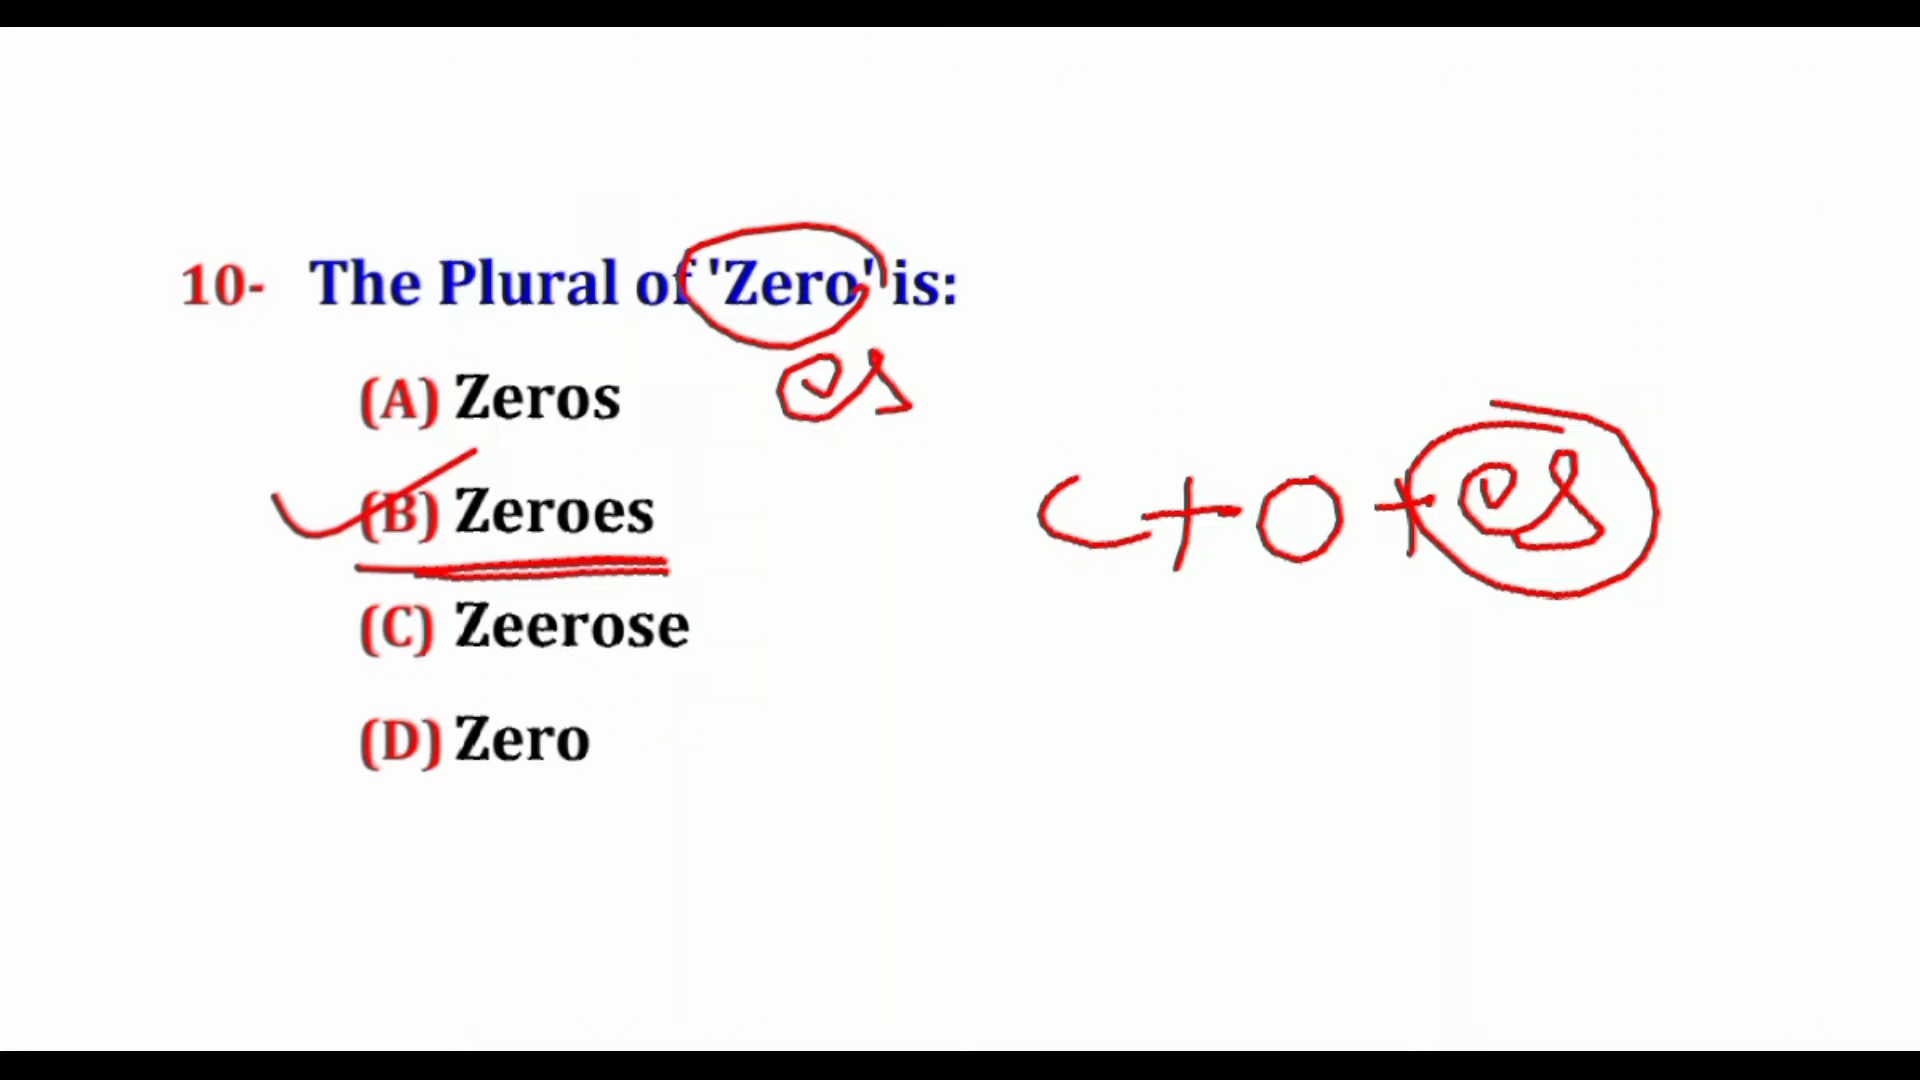 10- The Plural of 'Zero' is:
(A) Zeros
es
(B) Zeroes
C+O+es
(C) Zeerose
(D) Zero